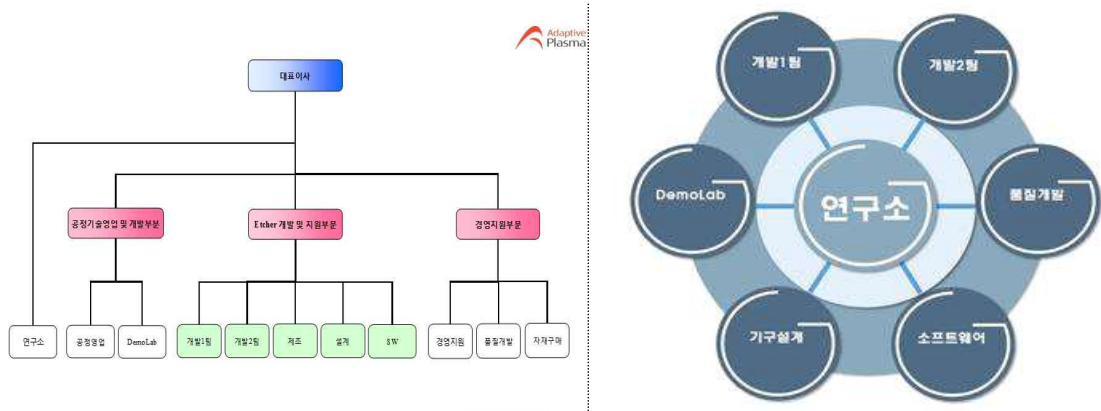 Adaptive
Plasma
대표이사
공정기술영업 및 개발부분
Etcher 개발 및 지원부문
경영지원부문
연구소
공정영업
DemoLab
개발1팀
개발2팀
제조
설계
SW
경영지원
품질개발
자재구매
개발1팀
개발2팀
DemoLab
연구소
품질개발
기구설계
소프트웨어